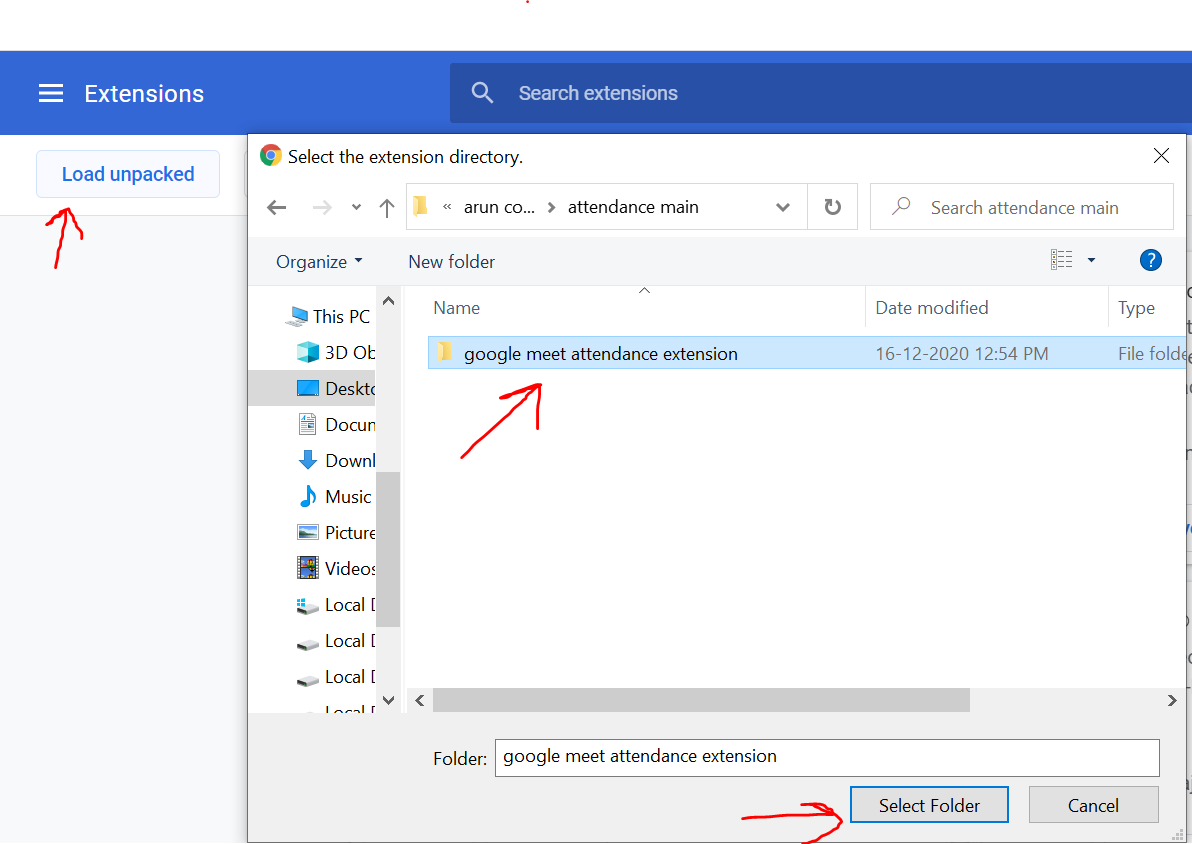 Extensions
Search extensions
Load unpacked
Select the extension directory.
« arun co... attendance main
Search attendance main
Organize
New folder
Name
Date modified
Type
This PC
3D Ob
Deskto
Docum
Downl
Music
Picture
Videos
Local D
Local D
Local D
Local D
google meet attendance extension
16-12-2020 12:54 PM
File folde
Folder:
google meet attendance extension
Select Folder
Cancel